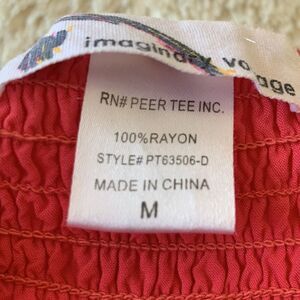 imaginary voyage
RN# PEER TEE INC.
100%RAYON
STYLE# PT63506-D
MADE IN CHINA
M